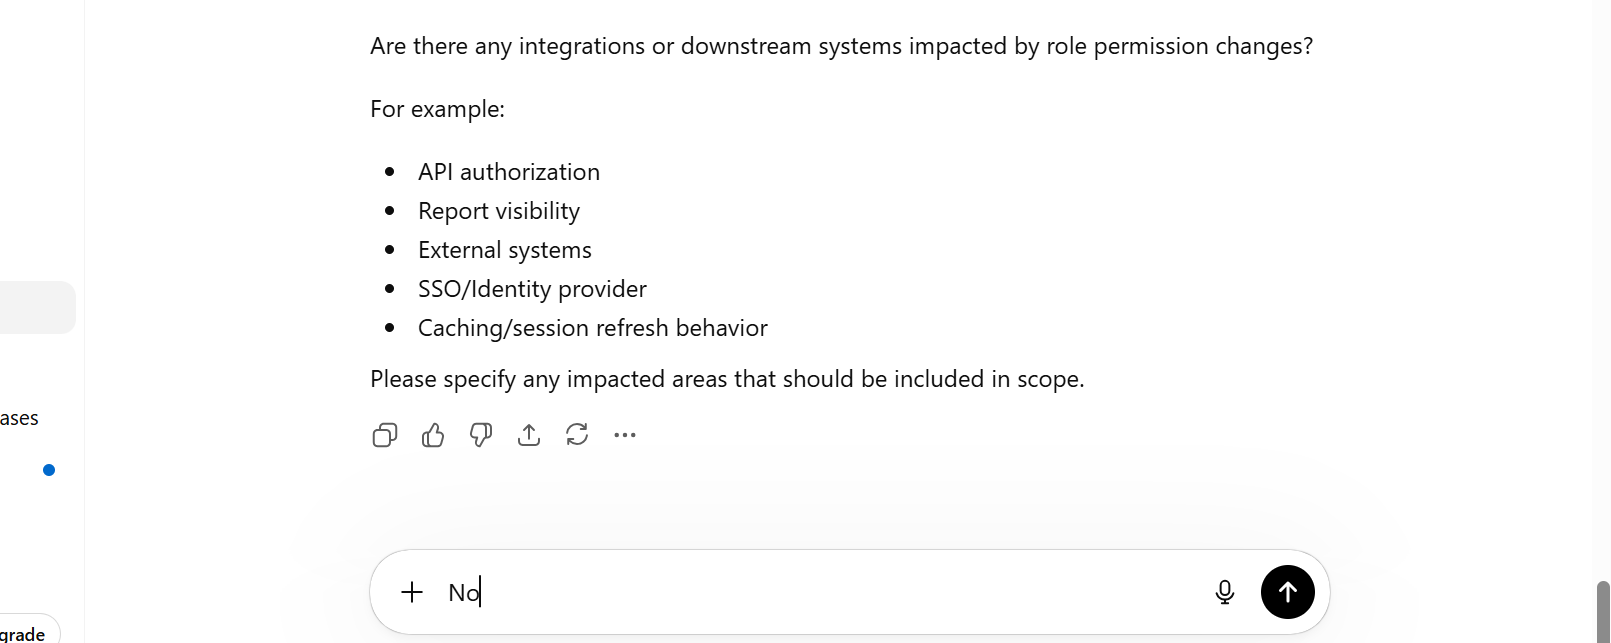 Are there any integrations or downstream systems impacted by role permission changes?
For example:
API authorization
Report visibility
External systems
SSO/Identity provider
Caching/session refresh behavior
Please specify any impacted areas that should be included in scope.
ases
No
grade